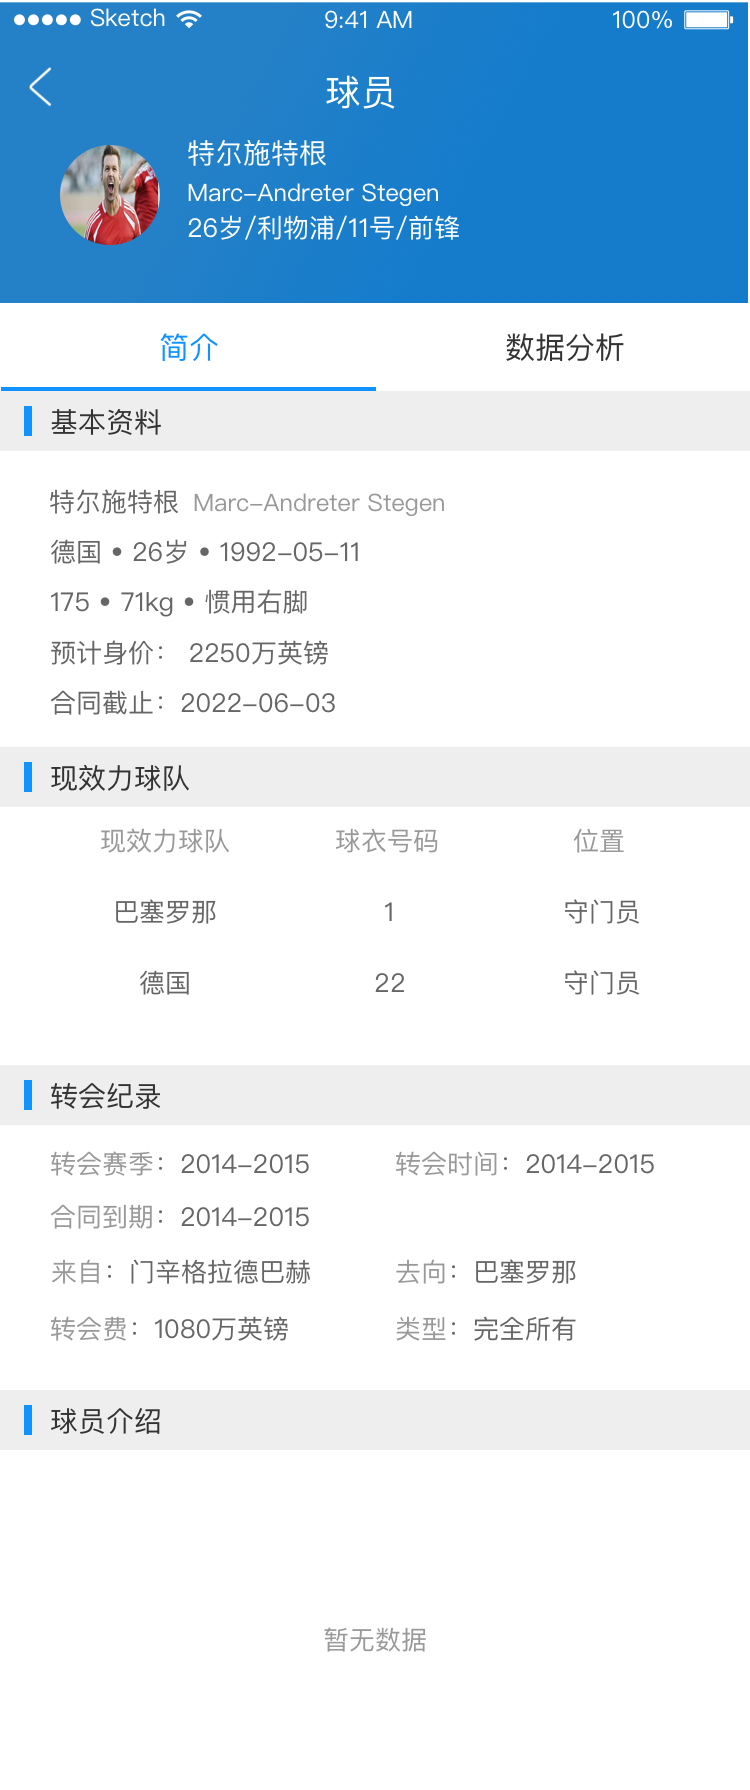 ●●●●● Sketch 9:41 AM 100%
球员
特尔施特根
Marc-Andreter Stegen
26岁/利物浦/11号/前锋
简介 数据分析
基本资料
特尔施特根 Marc-Andreter Stegen
德国 • 26岁 • 1992-05-11
175 • 71kg • 惯用右脚
预计身价： 2250万英镑
合同截止：2022-06-03
现效力球队
现效力球队 球衣号码 位置
巴塞罗那 1 守门员
德国 22 守门员
转会纪录
转会赛季：2014-2015 转会时间：2014-2015
合同到期：2014-2015
来自：门辛格拉德巴赫 去向：巴塞罗那
转会费：1080万英镑 类型：完全所有
球员介绍
暂无数据